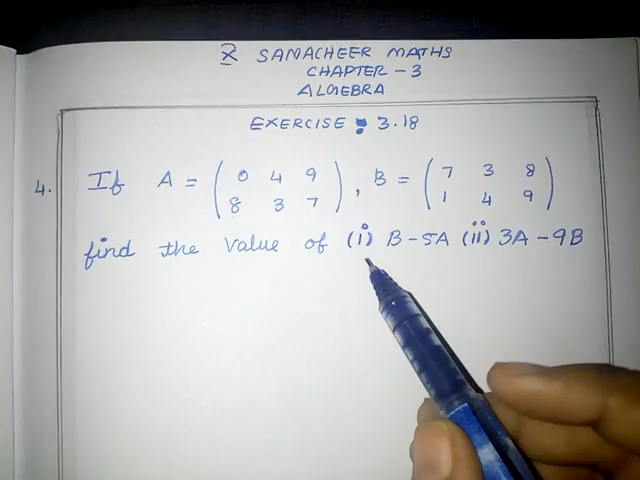 X SAMACHEER MATHS
CHAPTER - 3
ALGEBRA
EXERCISE : 3.18
4. If A = ( 0 4 9 8 3 7 ) , B = ( 7 3 8 1 4 9 )
find the value of (i) B - 5A (ii) 3A - 9B